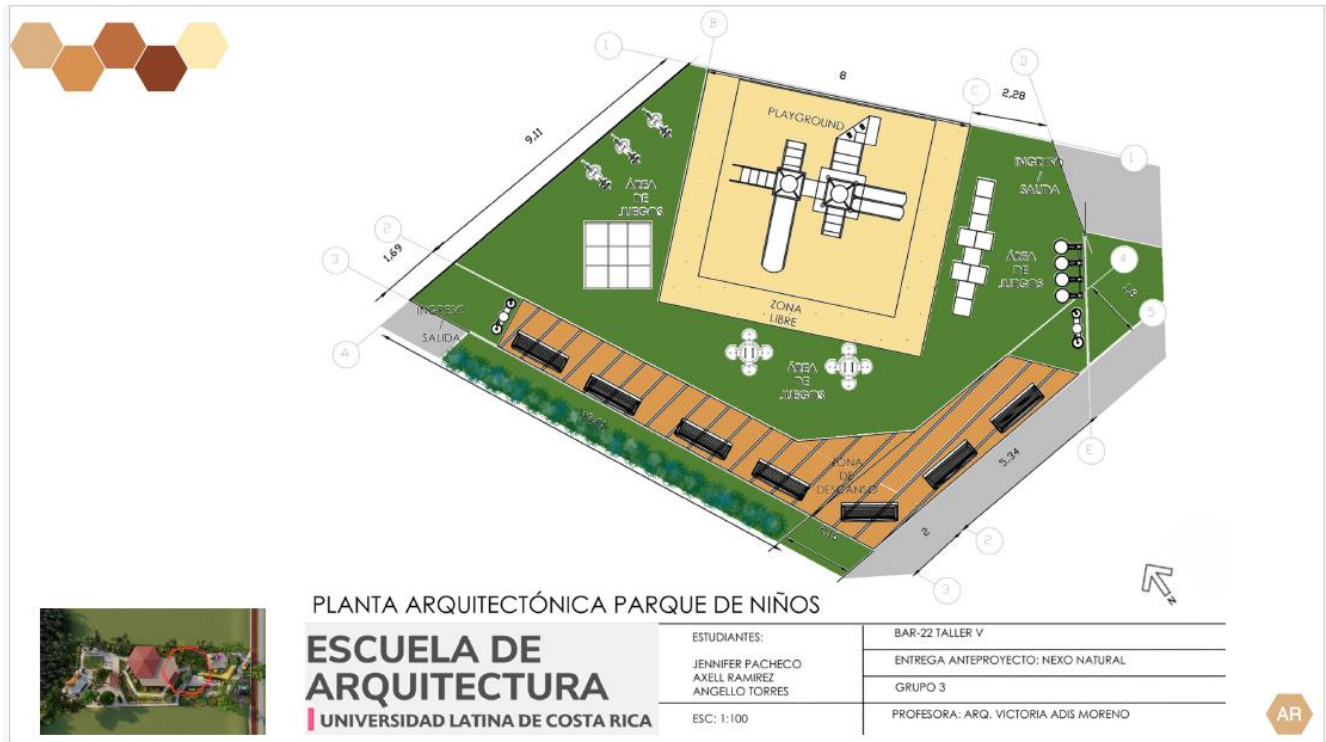 B
1
D
8
C
2,28
PLAYGROUND
9,11
1
INGRESO
/
SALIDA
ÁREA
DE
JUEGOS
2
1,69
3
ÁREA
DE
JUEGOS
4
ZONA
LIBRE
INGRESO
/
SALIDA
5
A
ÁREA
DE
JUEGOS
E
5,34
ZONA
DE
DESCANSO
2
2
3
N
PLANTA ARQUITECTÓNICA PARQUE DE NIÑOS
ESCUELA DE
ARQUITECTURA
UNIVERSIDAD LATINA DE COSTA RICA
ESTUDIANTES:
JENNIFER PACHECO
AXELL RAMIREZ
ANGELLO TORRES
ESC: 1:100
BAR-22 TALLER V
ENTREGA ANTEPROYECTO: NEXO NATURAL
GRUPO 3
PROFESORA: ARQ. VICTORIA ADIS MORENO
AR